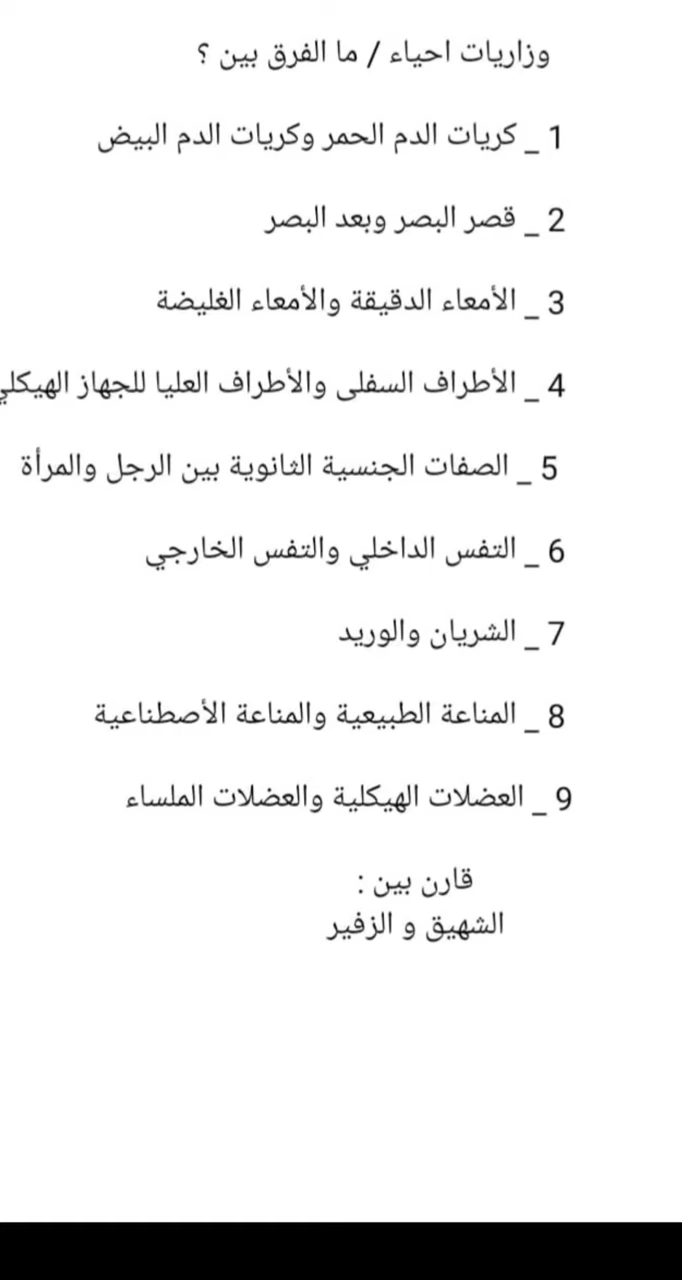 وزاريات احياء / ما الفرق بين ؟
1 _ كريات الدم الحمر وكريات الدم البيض
2 _ قصر البصر وبعد البصر
3 _ الأمعاء الدقيقة والأمعاء الغليضة
4 _ الأطراف السفلى والأطراف العليا للجهاز الهيكلي
5 _ الصفات الجنسية الثانوية بين الرجل والمرأة
6 _ التفس الداخلي والتفس الخارجي
7 _ الشريان والوريد
8 _ المناعة الطبيعية والمناعة الأصطناعية
9 _ العضلات الهيكلية والعضلات الملساء
قارن بين :
الشهيق و الزفير